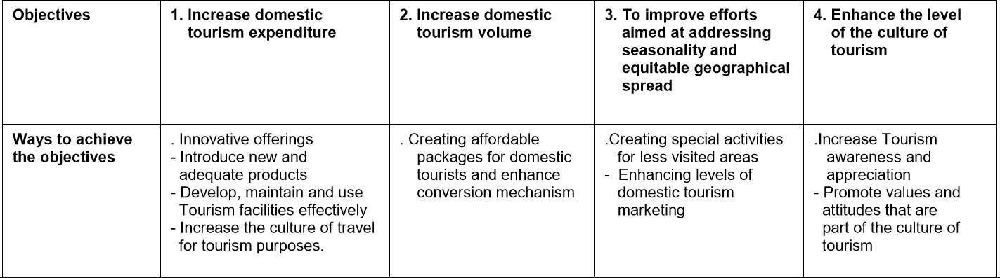 Objectives
1. Increase domestic
tourism expenditure
2. Increase domestic
tourism volume
3. To improve efforts
aimed at addressing
seasonality and
equitable geographical
spread
4. Enhance the level
of the culture of
tourism
Ways to achieve
the objectives
. Innovative offerings
- Introduce new and
adequate products
- Develop, maintain and use
Tourism facilities effectively
- Increase the culture of travel
for tourism purposes.
. Creating affordable
packages for domestic
tourists and enhance
conversion mechanism
.Creating special activities
for less visited areas
- Enhancing levels of
domestic tourism
marketing
.Increase Tourism
awareness and
appreciation
- Promote values and
attitudes that are
part of the culture of
tourism